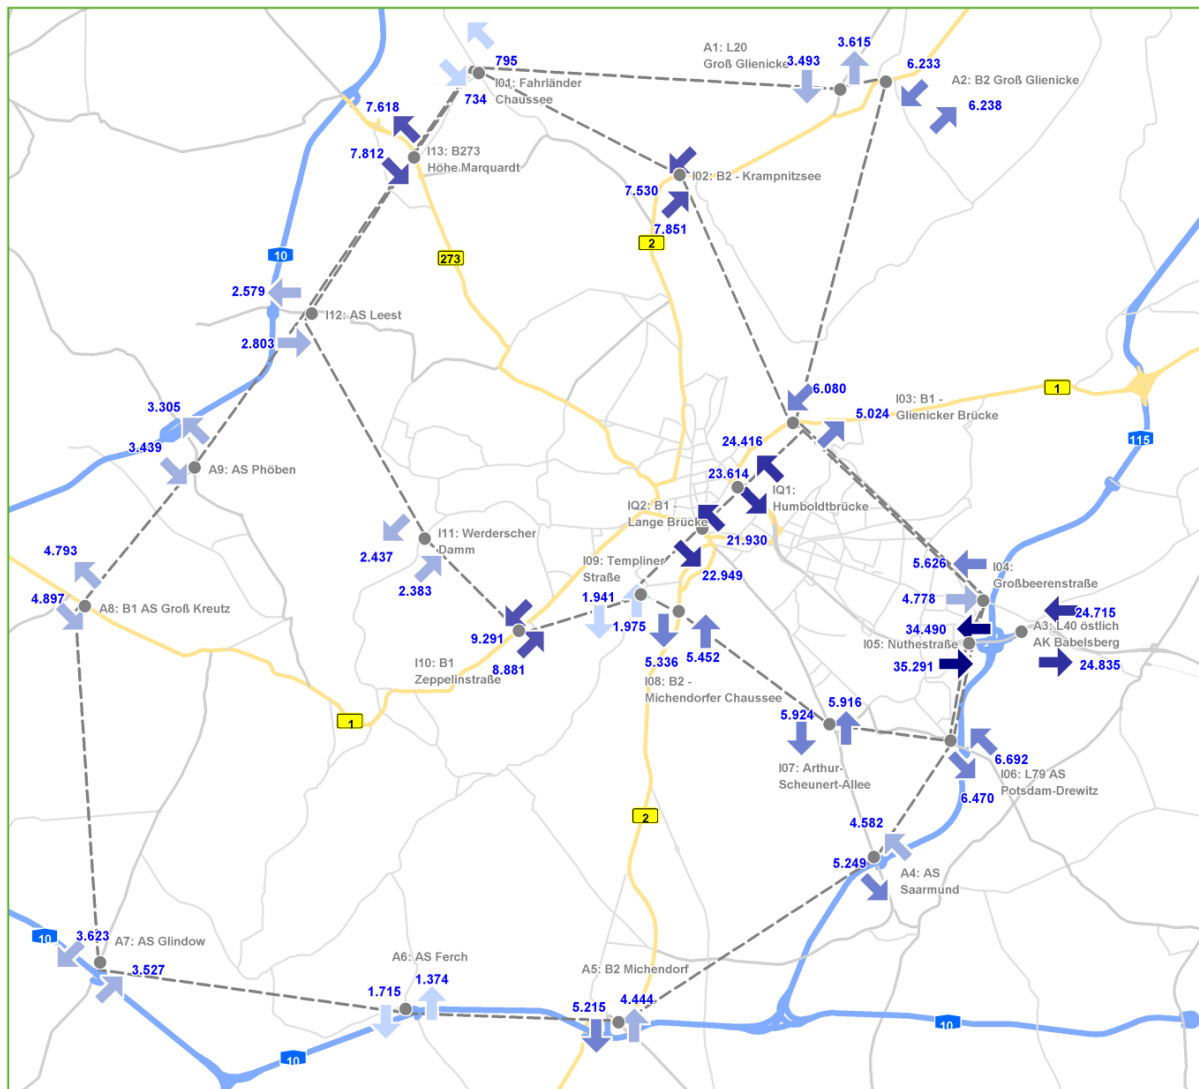 A1: L20
Groß Glienicke
3.615
3.493
6.233
A2: B2 Groß Glienicke
6.238
795
I01: Fahrländer
Chaussee
734
7.618
7.812
I13: B273
Höhe Marquardt
I02: B2 - Krampnitzsee
7.530
7.851
2
273
10
2.579
I12: AS Leest
2.803
3.305
3.439
A9: AS Phöben
6.080
I03: B1 -
Glienicker Brücke
5.024
1
115
24.416
23.614
IQ1:
Humboldtbrücke
IQ2: B1
Lange Brücke
21.930
22.949
I11: Werderscher
Damm
2.437
2.383
I09: Templiner
Straße
1.941
1.975
4.793
4.897
A8: B1 AS Groß Kreutz
5.626
I04:
Großbeerenstraße
4.778
24.715
34.490
A3: L40 östlich
AK Babelsberg
I05: Nuthestraße
35.291
24.835
9.291
8.881
I10: B1
Zeppelinstraße
5.336
5.452
I08: B2 -
Michendorfer Chaussee
5.916
5.924
I07: Arthur-
Scheunert-Allee
6.692
I06: L79 AS
Potsdam-Drewitz
6.470
1
2
4.582
5.249
A4: AS
Saarmund
10
3.623
A7: AS Glindow
3.527
A6: AS Ferch
1.374
1.715
A5: B2 Michendorf
5.215
4.444
10
10